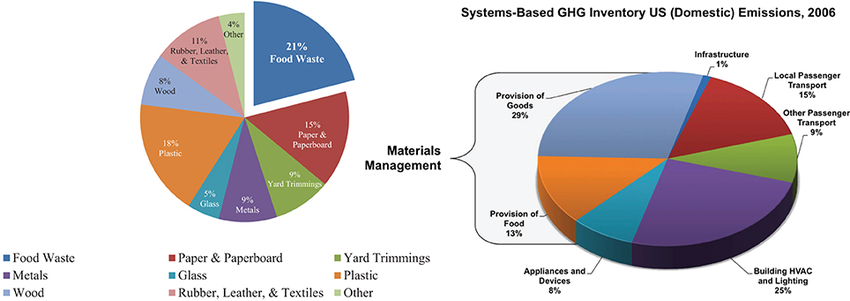 21%
Food Waste
15%
Paper &
Paperboard
9%
Yard Trimmings
9%
Metals
5%
Glass
18%
Plastic
8%
Wood
11%
Rubber, Leather,
& Textiles
4%
Other
Food Waste
Paper & Paperboard
Yard Trimmings
Metals
Glass
Plastic
Wood
Rubber, Leather, & Textiles
Other
Systems-Based GHG Inventory US (Domestic) Emissions, 2006
Materials
Management
Infrastructure
1%
Local Passenger
Transport
15%
Other Passenger
Transport
9%
Building HVAC
and Lighting
25%
Appliances and
Devices
8%
Provision of
Food
13%
Provision of
Goods
29%